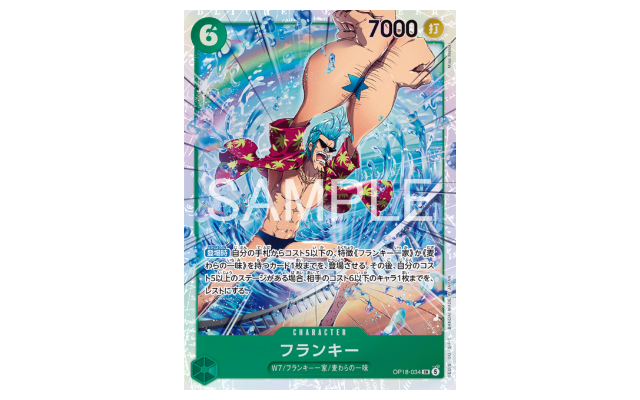 6
7000 打
SAMPLE
登場時 自分の手札からコスト5以下の、特徴《フランキー一家》か《麦
わらの一味》を持つカード1枚までを、登場させる。その後、自分のコス
ト5以上のステージがある場合、相手のコスト6以下のキャラ1枚までを、
レストにする。
CHARACTER
フランキー
W7/フランキー一家/麦わらの一味
OP18-034 SR 5